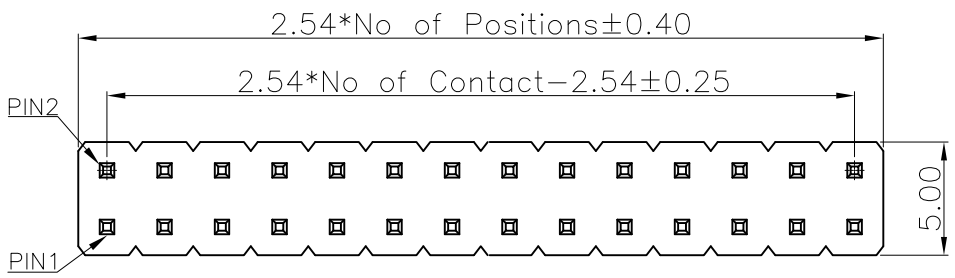 2.54*No of Positions±0.40
2.54*No of Contact-2.54±0.25
PIN2
5.00
PIN1